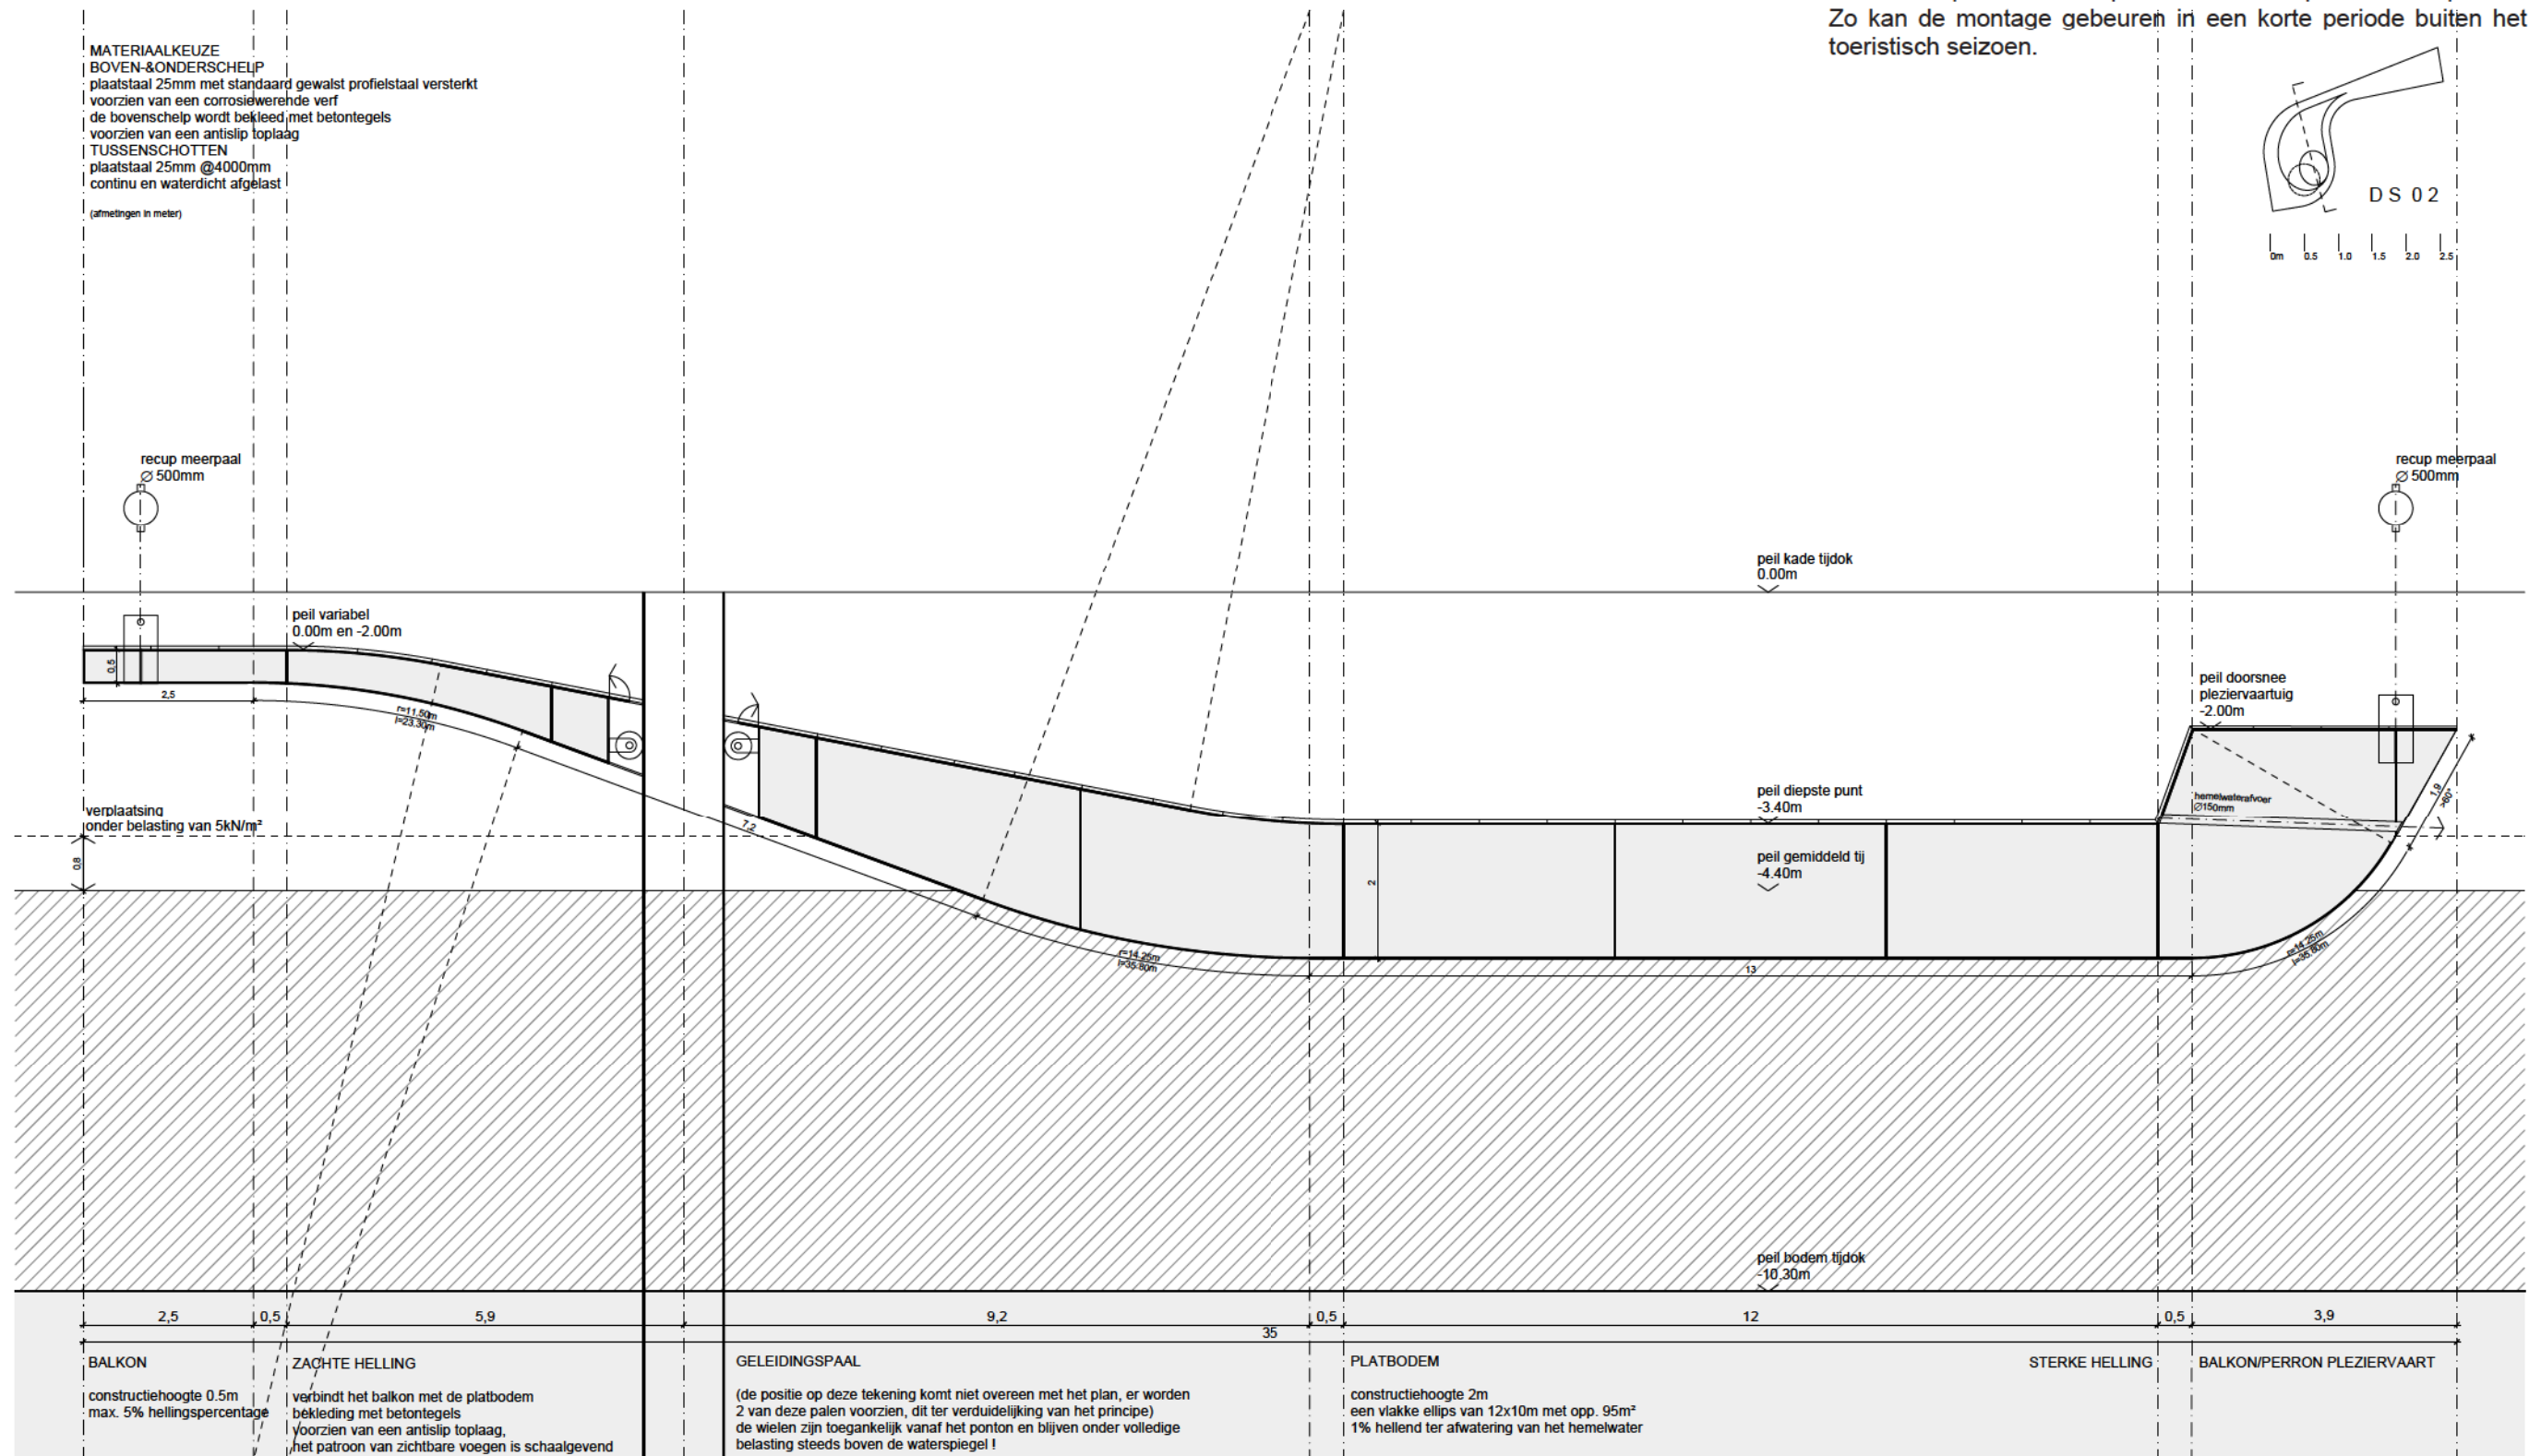 Zo kan de montage gebeuren in een korte periode buiten het
toeristisch seizoen.
MATERIAALKEUZE
BOVEN-&ONDERSCHELP
plaatstaal 25mm met standaard gewalst profielstaal versterkt
voorzien van een corrosiewerende verf
de bovenschelp wordt bekleed met betontegels
voorzien van een antislip toplaag
TUSSENSCHOTTEN
plaatstaal 25mm @4000mm
continu en waterdicht afgelast
(afmetingen in meter)
DS 02
0m 0.5 1.0 1.5 2.0 2.5
recup meerpaal
Ø 500mm
recup meerpaal
Ø 500mm
peil kade tijdok
0.00m
peil variabel
0.00m en -2.00m
0,5
2,5
r=11.50m
l=23.30m
peil doorsnee
pleziervaartuig
-2.00m
verplaatsing
onder belasting van 5kN/m²
0,8
7,2
peil diepste punt
-3.40m
hemelwaterafvoer
Ø150mm
1,9
>60°
peil gemiddeld tij
-4.40m
2
r=14.25m
l=35.80m
13
r=14.25m
l=35.80m
peil bodem tijdok
-10.30m
2,5 0,5 5,9 9,2 0,5 12 0,5 3,9
35
BALKON
constructiehoogte 0.5m
max. 5% hellingspercentage
ZACHTE HELLING
verbindt het balkon met de platbodem
bekleding met betontegels
voorzien van een antislip toplaag,
het patroon van zichtbare voegen is schaalgevend
GELEIDINGSPAAL
(de positie op deze tekening komt niet overeen met het plan, er worden
2 van deze palen voorzien, dit ter verduidelijking van het principe)
de wielen zijn toegankelijk vanaf het ponton en blijven onder volledige
belasting steeds boven de waterspiegel !
PLATBODEM
constructiehoogte 2m
een vlakke ellips van 12x10m met opp. 95m²
1% hellend ter afwatering van het hemelwater
STERKE HELLING
BALKON/PERRON PLEZIERVAART